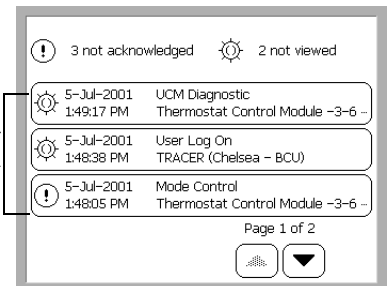 3 not acknowledged 2 not viewed
5-Jul-2001 UCM Diagnostic
1:49:17 PM Thermostat Control Module -3-6 -
5-Jul-2001 User Log On
1:48:38 PM TRACER (Chelsea - BCU)
5-Jul-2001 Mode Control
1:48:05 PM Thermostat Control Module -3-6 -
Page 1 of 2